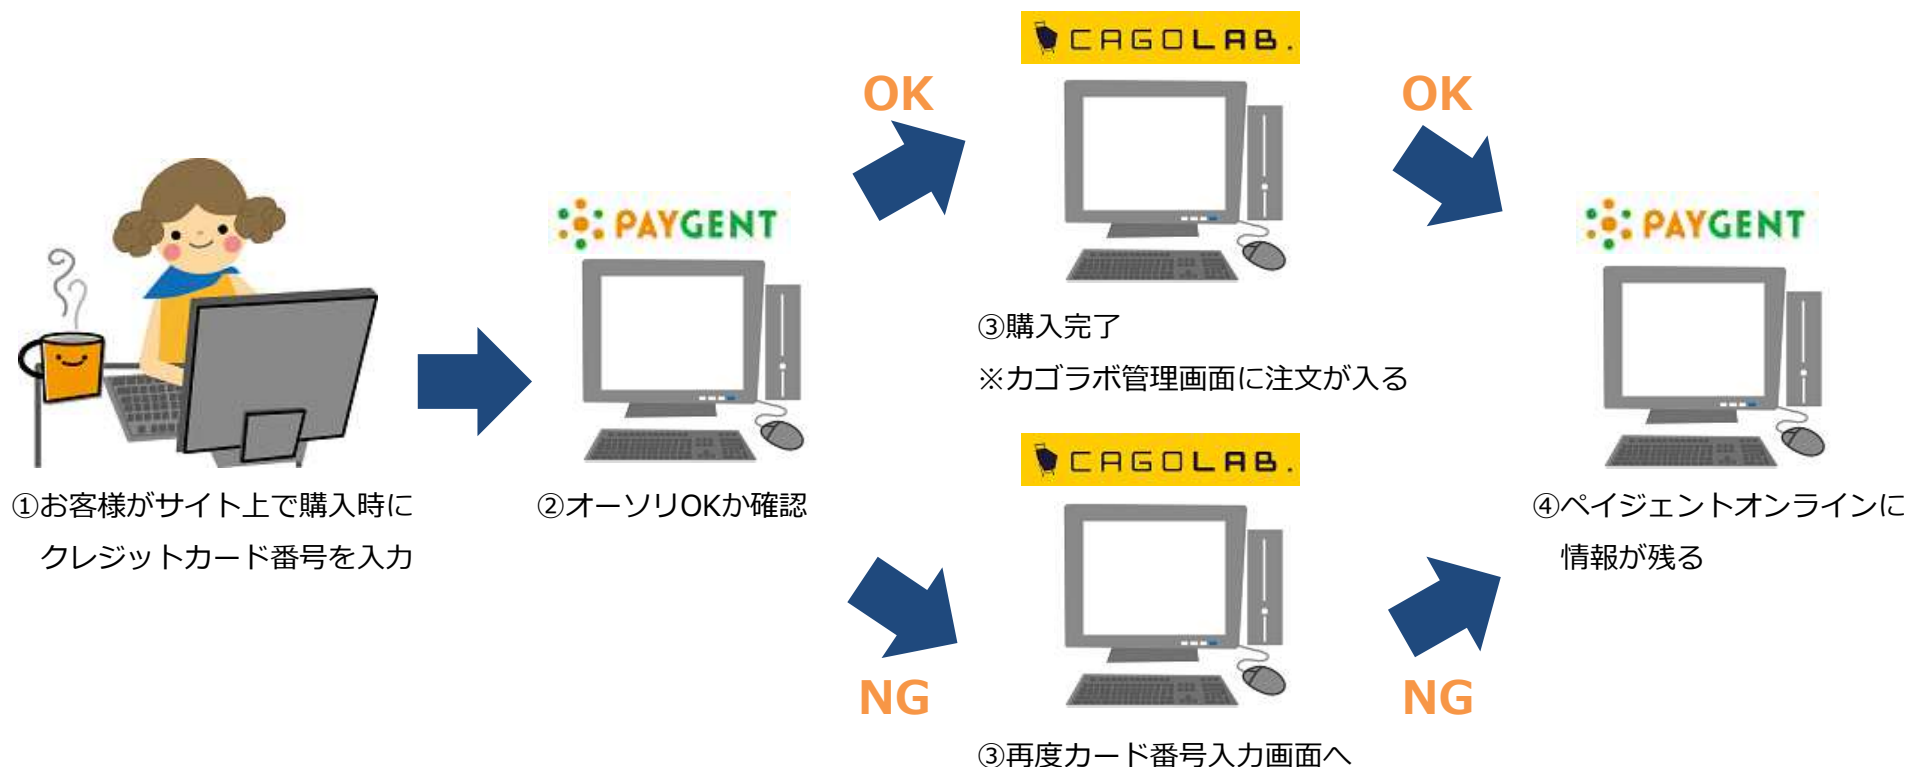 ①お客様がサイト上で購入時に
クレジットカード番号を入力
PAYGENT
②オーソリOKか確認
OK
CAGOLAB.
③購入完了
※カゴラボ管理画面に注文が入る
OK
NG
CAGOLAB.
③再度カード番号入力画面へ
NG
PAYGENT
④ペイジェントオンラインに
情報が残る